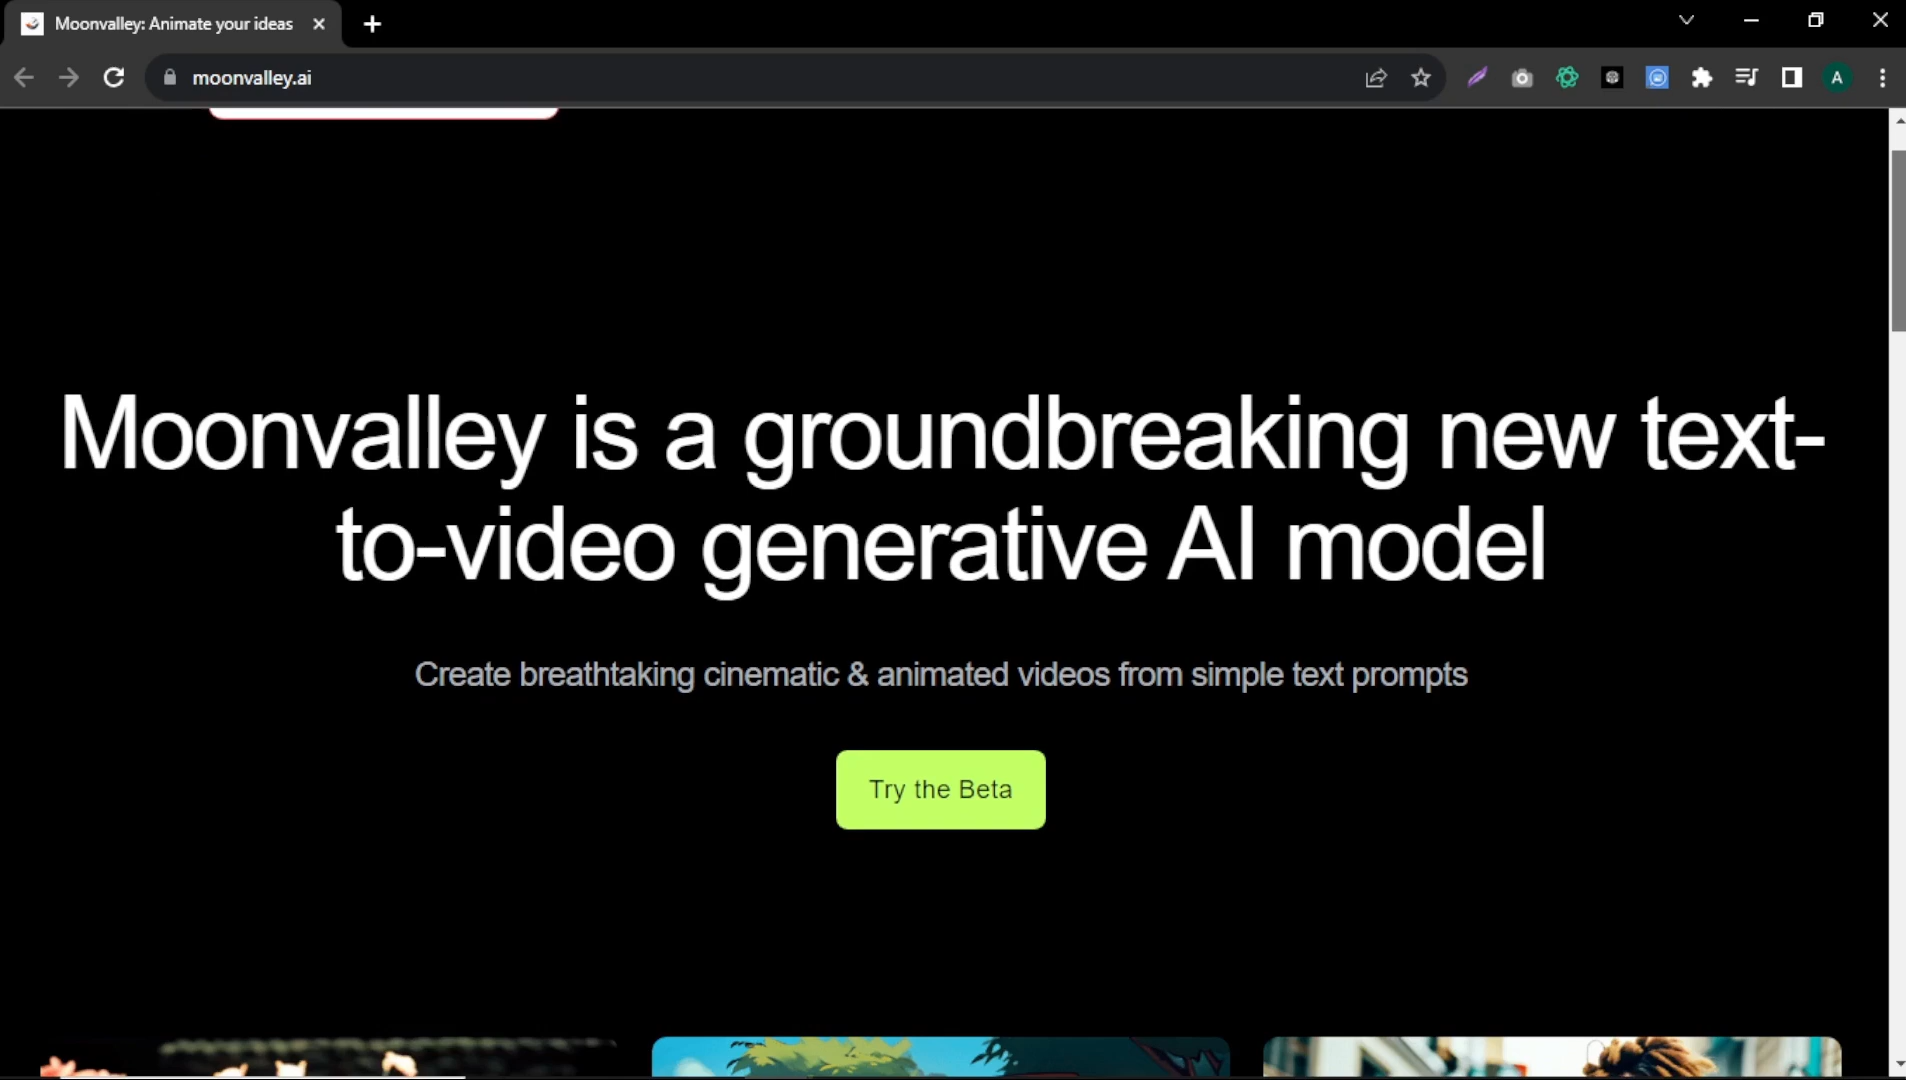 Moonvalley: Animate your ideas
moonvalley.ai
A
Moonvalley is a groundbreaking new text-
to-video generative AI model
Create breathtaking cinematic & animated videos from simple text prompts
Try the Beta